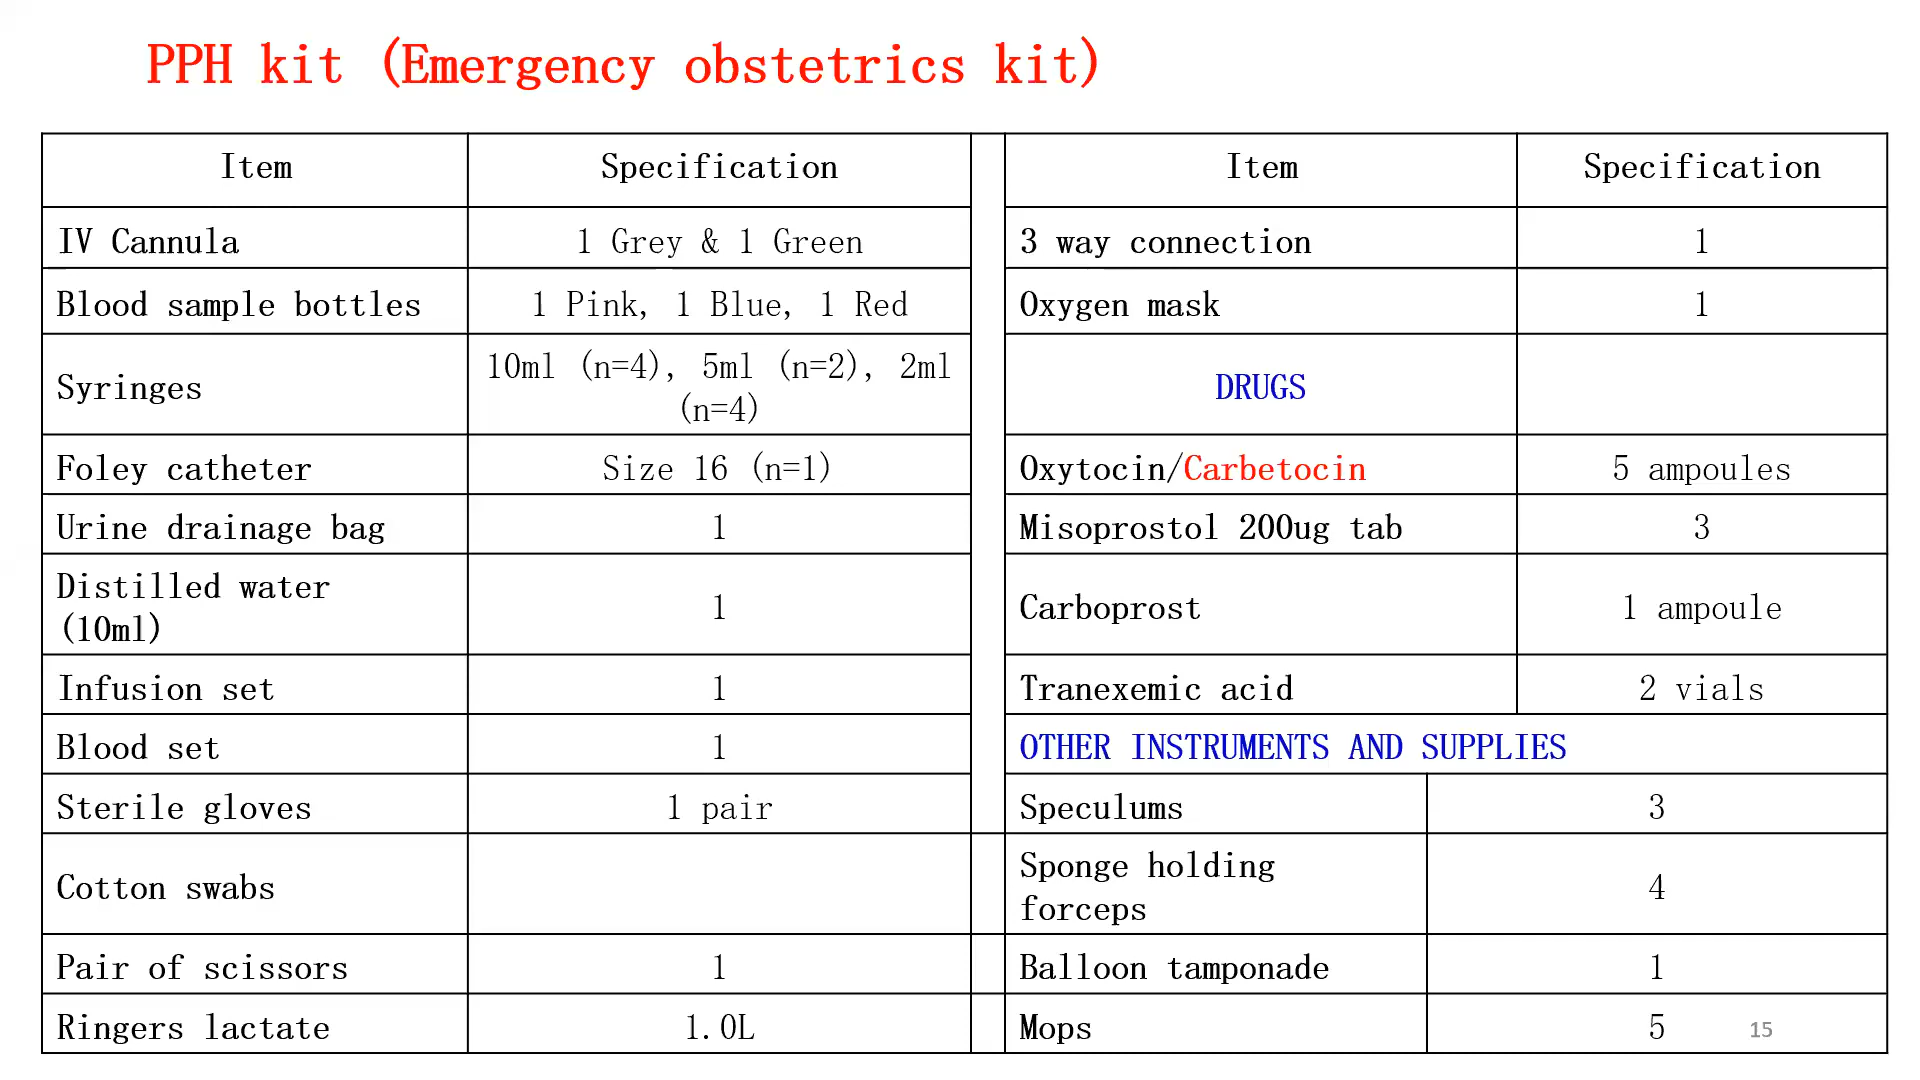 PPH kit (Emergency obstetrics kit)
Item Specification Item Specification
IV Cannula 1 Grey & 1 Green 3 way connection 1
Blood sample bottles 1 Pink, 1 Blue, 1 Red Oxygen mask 1
Syringes 10ml (n=4), 5ml (n=2), 2ml
(n=4) DRUGS
Foley catheter Size 16 (n=1) Oxytocin/Carbetocin 5 ampoules
Urine drainage bag 1 Misoprostol 200ug tab 3
Distilled water
(10ml) 1 Carboprost 1 ampoule
Infusion set 1 Tranexemic acid 2 vials
Blood set 1 OTHER INSTRUMENTS AND SUPPLIES
Sterile gloves 1 pair Speculums 3
Cotton swabs Sponge holding
forceps 4
Pair of scissors 1 Balloon tamponade 1
Ringers lactate 1.0L Mops 5
15